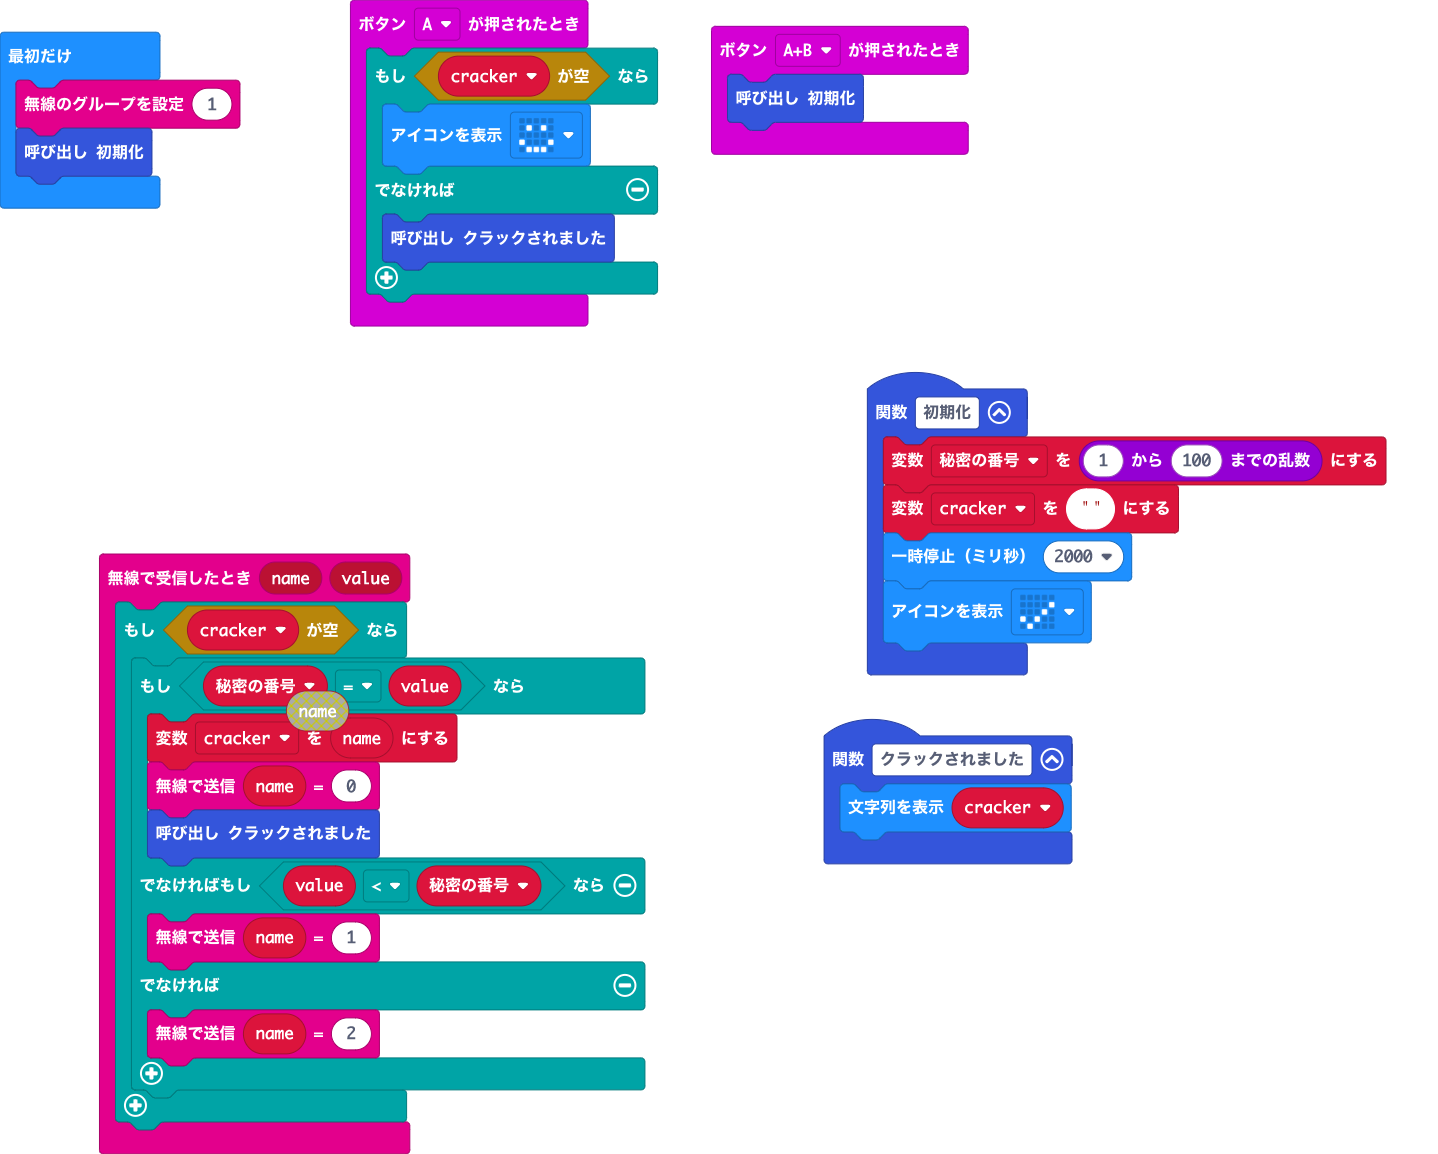 最初だけ
無線のグループを設定 1
呼び出し 初期化
ボタン A が押されたとき
もし cracker が空 なら
アイコンを表示
でなければ
呼び出し クラックされました
ボタン A+B が押されたとき
呼び出し 初期化
関数 初期化
変数 秘密の番号 を 1 から 100 までの乱数 にする
変数 cracker を " " にする
一時停止（ミリ秒） 2000
アイコンを表示
無線で受信したとき name value
もし cracker が空 なら
もし 秘密の番号 = value なら
name
変数 cracker を name にする
無線で送信 name = 0
呼び出し クラックされました
でなければもし value < 秘密の番号 なら
無線で送信 name = 1
でなければ
無線で送信 name = 2
関数 クラックされました
文字列を表示 cracker